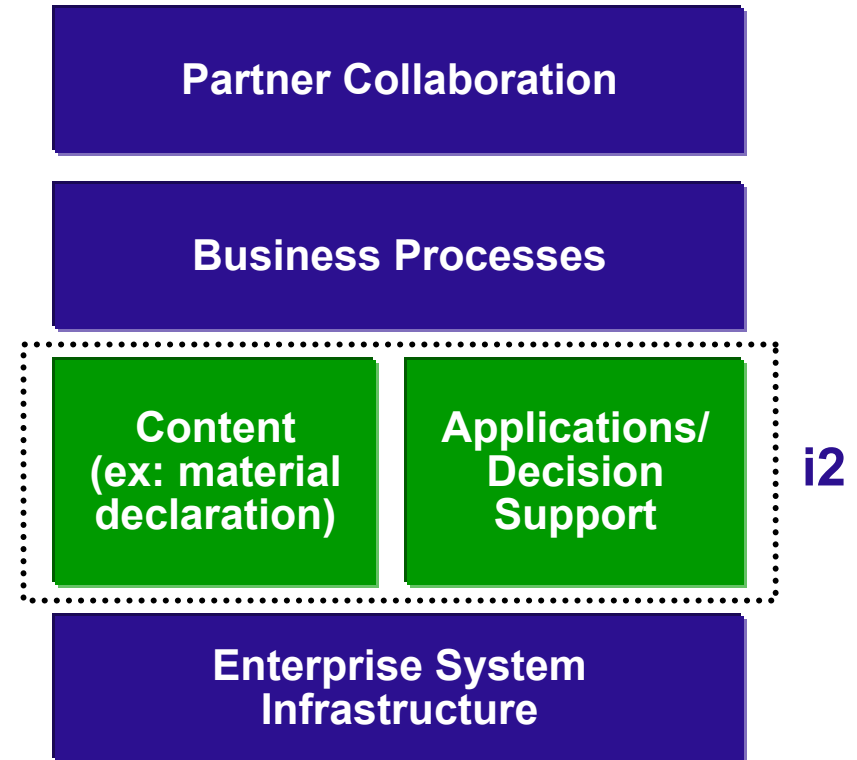 Partner Collaboration
Business Processes
Content
(ex: material
declaration)
Applications/
Decision
Support
i2
Enterprise System
Infrastructure